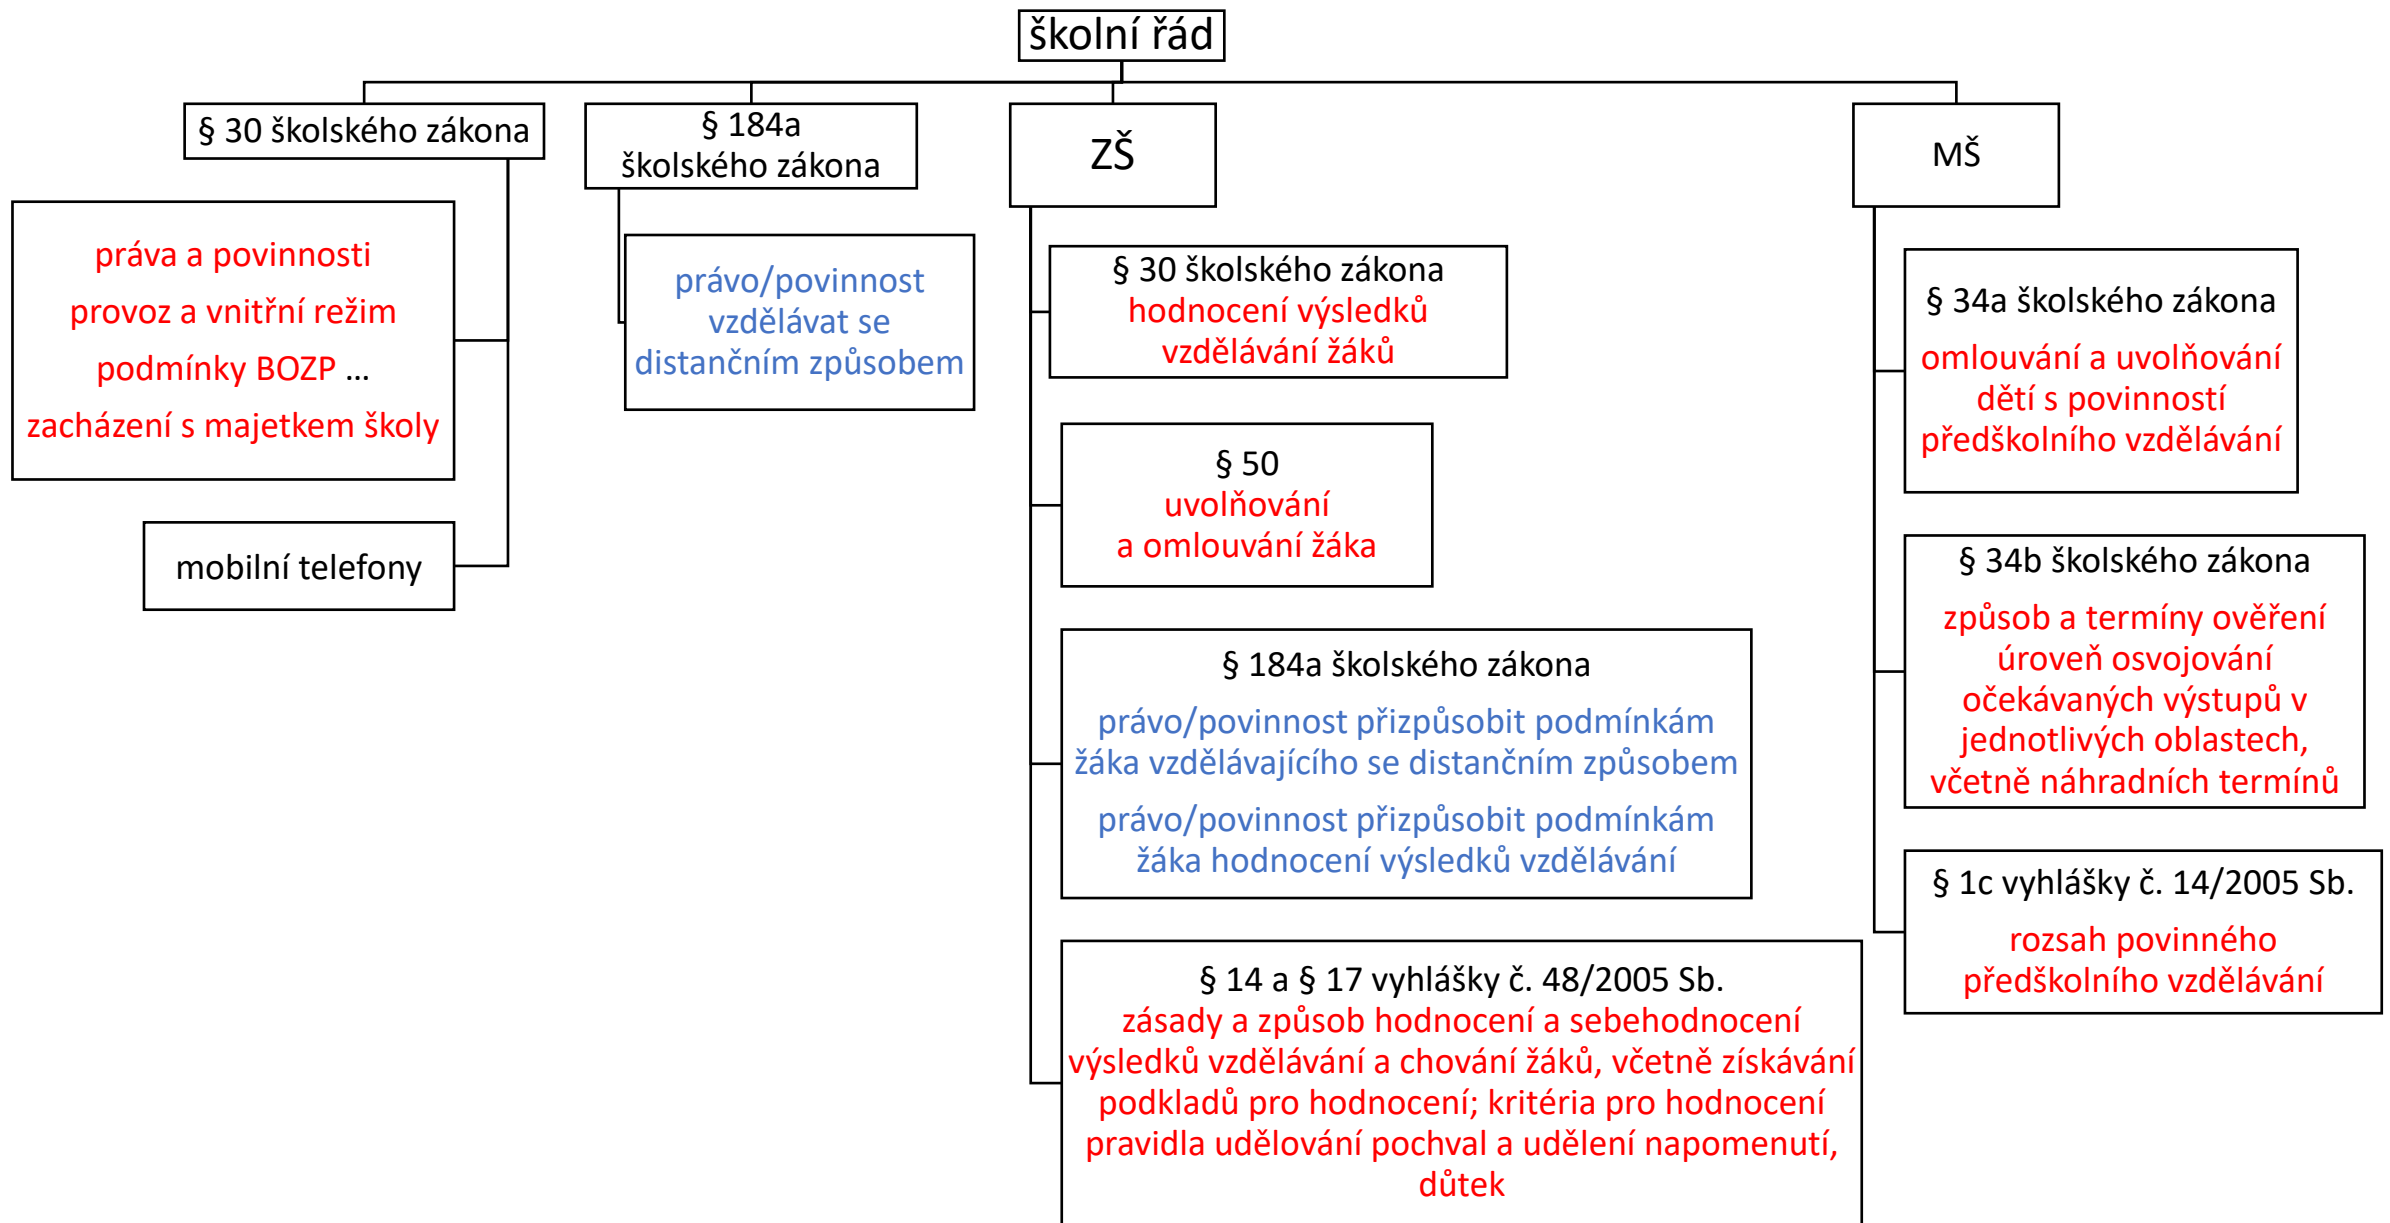 školní řád
§ 30 školského zákona
práva a povinnosti
provoz a vnitřní režim
podmínky BOZP ...
zacházení s majetkem školy
mobilní telefony
§ 184a
školského zákona
právo/povinnost
vzdělávat se
distančním způsobem
ZŠ
§ 30 školského zákona
hodnocení výsledků
vzdělávání žáků
§ 50
uvolňování
a omlouvání žáka
§ 184a školského zákona
právo/povinnost přizpůsobit podmínkám
žáka vzdělávajícího se distančním způsobem
právo/povinnost přizpůsobit podmínkám
žáka hodnocení výsledků vzdělávání
§ 14 a § 17 vyhlášky č. 48/2005 Sb.
zásady a způsob hodnocení a sebehodnocení
výsledků vzdělávání a chování žáků, včetně získávání
podkladů pro hodnocení; kritéria pro hodnocení
pravidla udělování pochval a udělení napomenutí,
důtek
MŠ
§ 34a školského zákona
omlouvání a uvolňování
dětí s povinností
předškolního vzdělávání
§ 34b školského zákona
způsob a termíny ověření
úroveň osvojování
očekávaných výstupů v
jednotlivých oblastech,
včetně náhradních termínů
§ 1c vyhlášky č. 14/2005 Sb.
rozsah povinného
předškolního vzdělávání